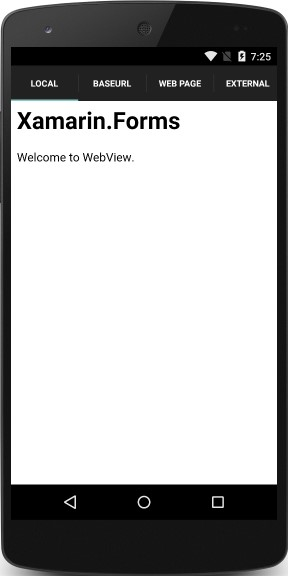 7:25
LOCAL BASEURL WEB PAGE EXTERNAL
Xamarin.Forms
Welcome to WebView.